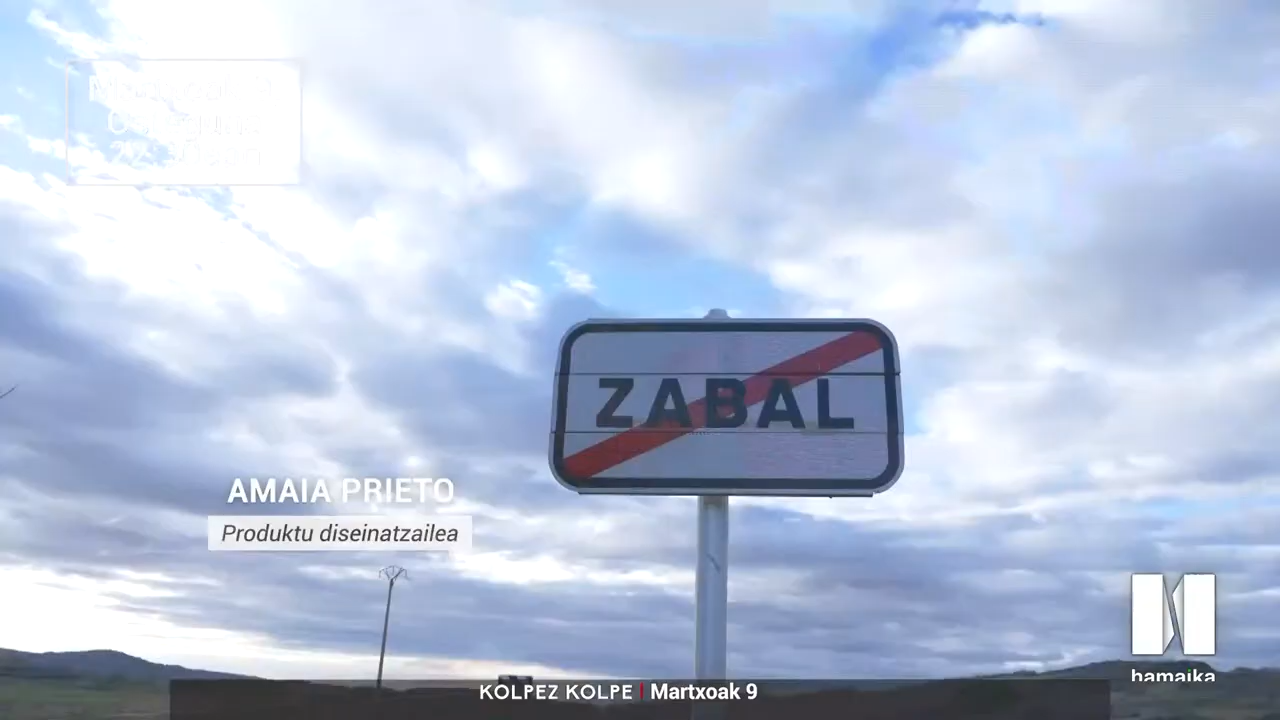 ZABAL
AMAIA PRIETO
Produktu diseinatzailea
hamaika
KOLPEZ KOLPE | Martxoak 9